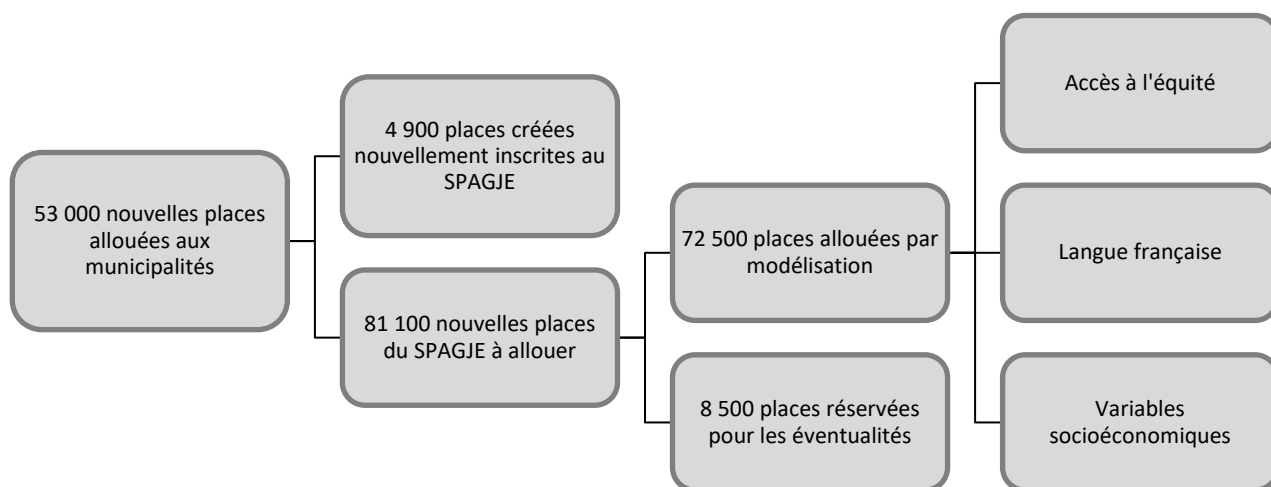 53 000 nouvelles places
allouées aux
municipalités
4 900 places créées
nouvellement inscrites au
SPAGJE
81 100 nouvelles places
du SPAGJE à allouer
72 500 places allouées par
modélisation
8 500 places réservées
pour les éventualités
Accès à l'équité
Langue française
Variables
socioéconomiques